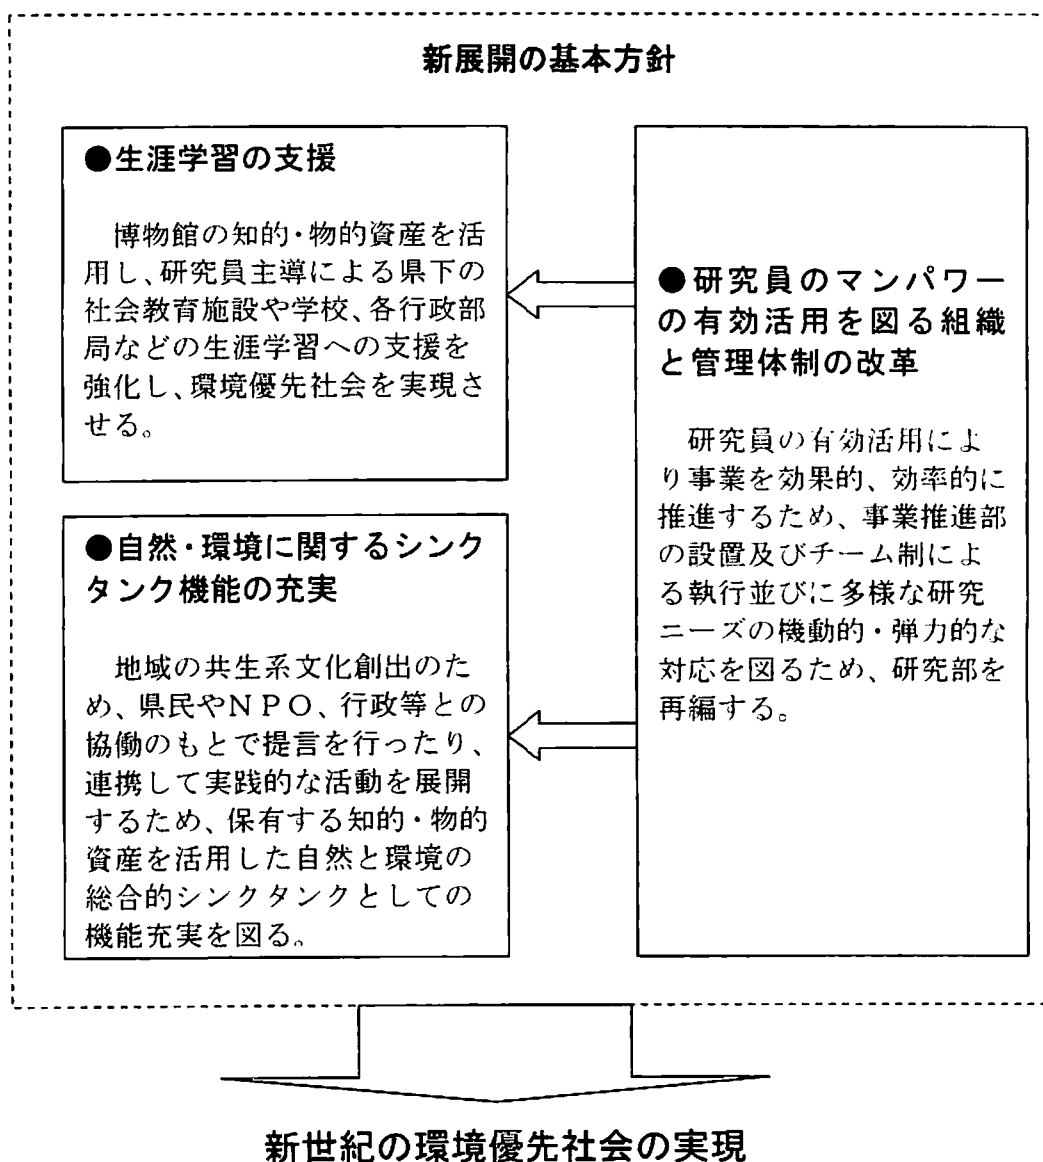 新展開の基本方針
●生涯学習の支援
博物館の知的・物的資産を活
用し、研究員主導による県下の
社会教育施設や学校、各行政部
局などの生涯学習への支援を
強化し、環境優先社会を実現さ
せる。
●自然・環境に関するシンク
タンク機能の充実
地域の共生系文化創出のた
め、県民やNPO、行政等との
協働のもとで提言を行ったり、
連携して実践的な活動を展開
するため、保有する知的・物的
資産を活用した自然と環境の
総合的シンクタンクとしての
機能充実を図る。
●研究員のマンパワー
の有効活用を図る組織
と管理体制の改革
研究員の有効活用によ
り事業を効果的、効率的に
推進するため、事業推進部
の設置及びチーム制によ
る執行並びに多様な研究
ニーズの機動的・弾力的な
対応を図るため、研究部を
再編する。
新世紀の環境優先社会の実現